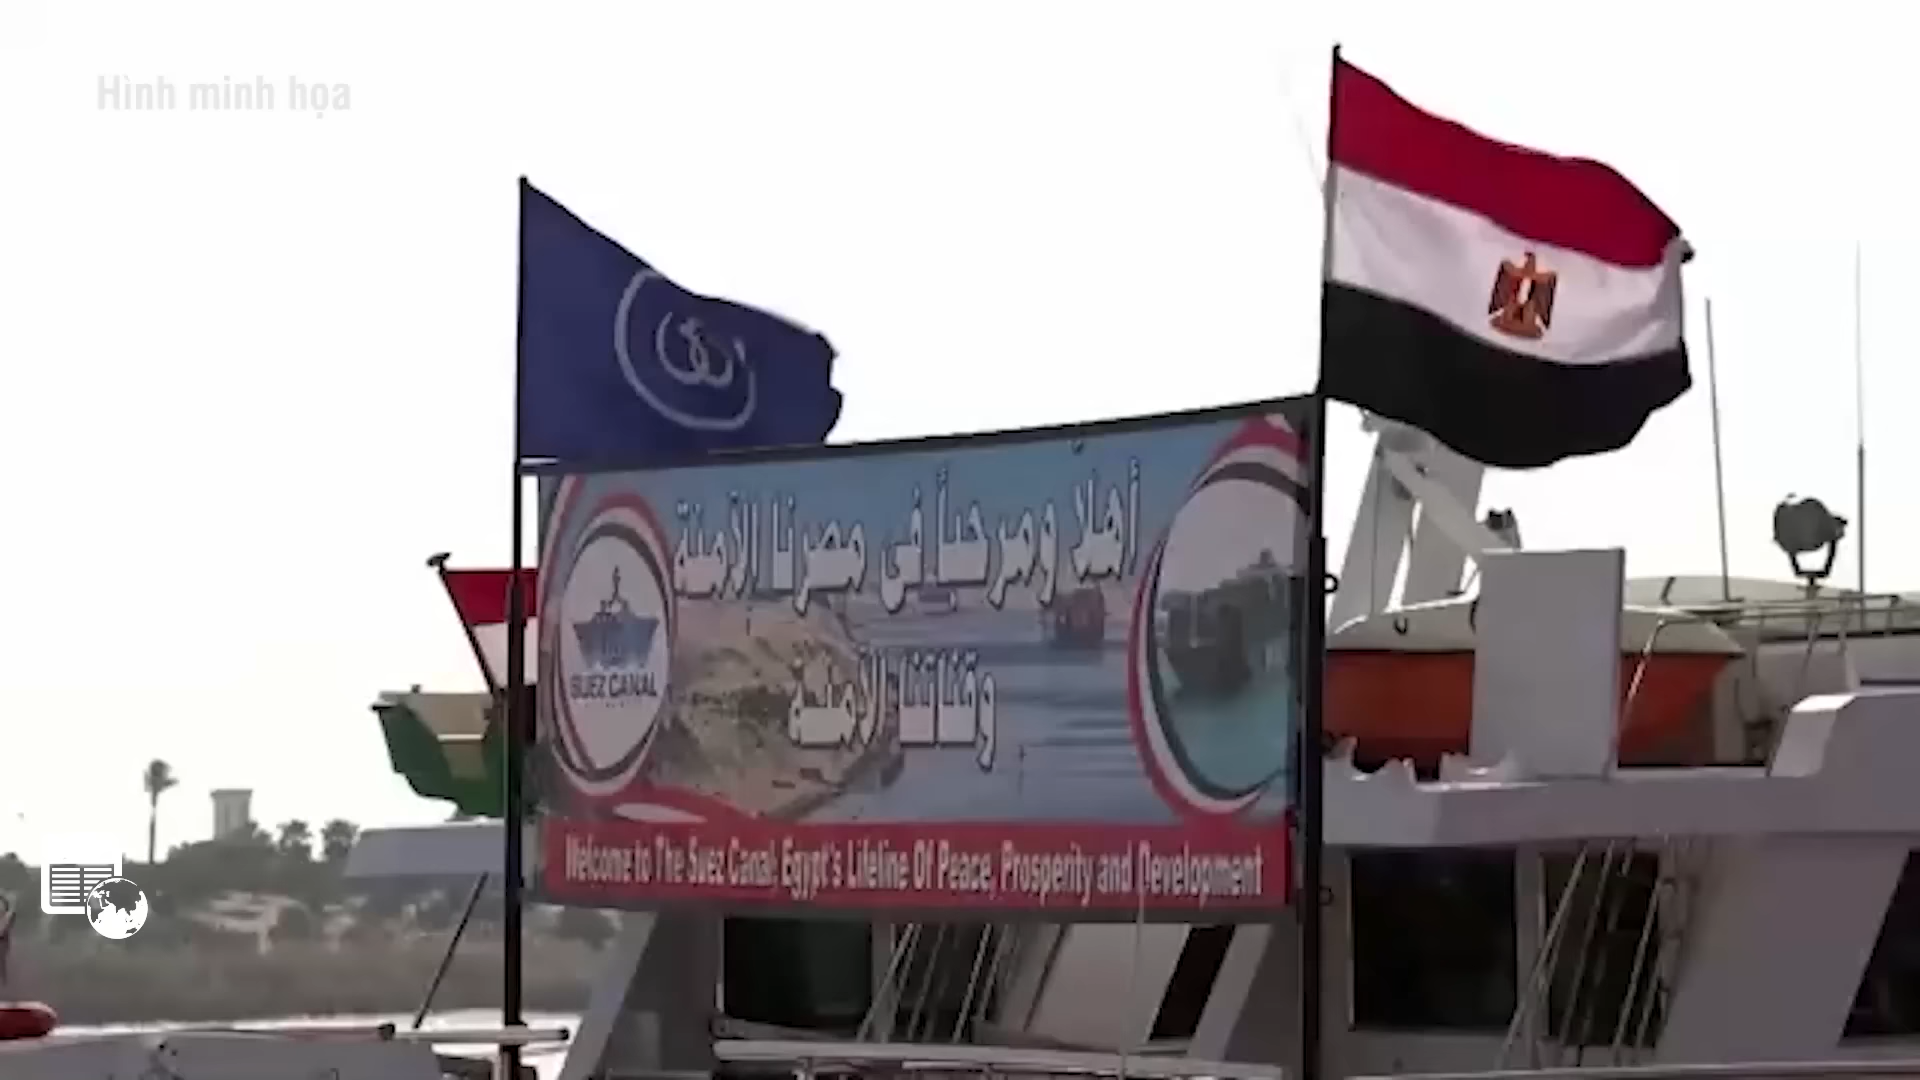 Hình minh họa
أهلاً ومرحباً فى مصرنا الآمنة
وقناتنا الآمنة
SUEZ CANAL
Welcome to The Suez Canal: Egypt's Lifeline Of Peace, Prosperity and Development